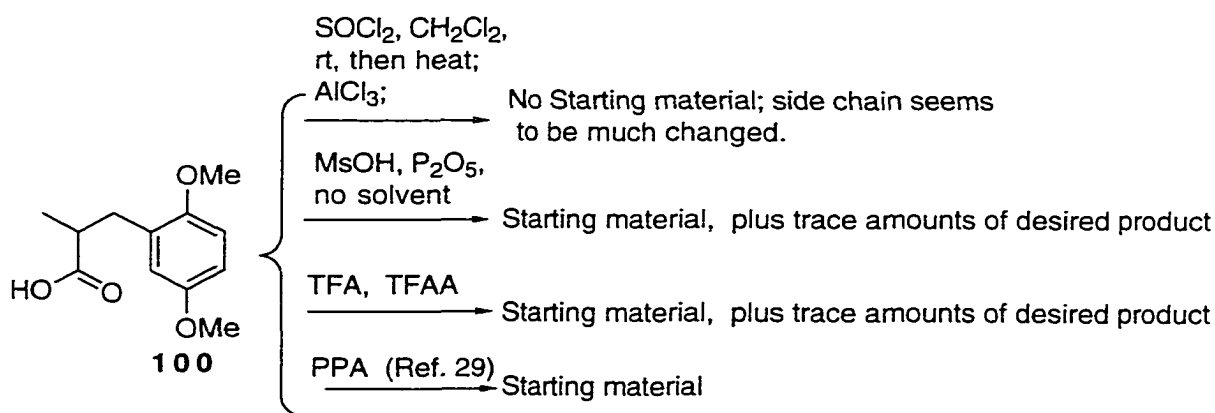 SOCl2, CH2Cl2,
rt, then heat;
AlCl3;
No Starting material; side chain seems
to be much changed.
MsOH, P2O5,
no solvent
Starting material, plus trace amounts of desired product
OMe
HO
O
OMe
100
TFA, TFAA
Starting material, plus trace amounts of desired product
PPA (Ref. 29)
Starting material